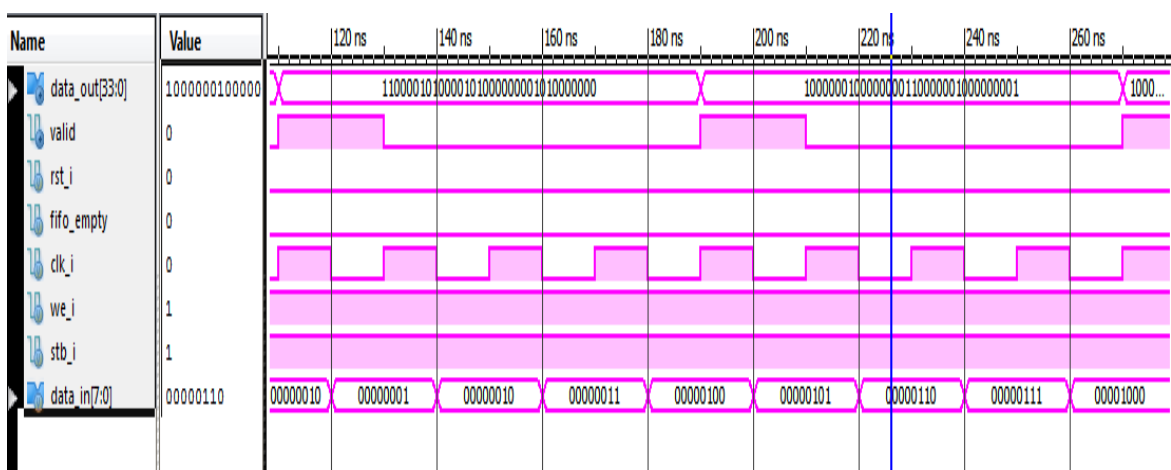 Name Value 120 ns 140 ns 160 ns 180 ns 200 ns 220 ns 240 ns 260 ns
data_out[33:0] 1000000100000 1100001010000101000000001010000000 1000000100000000110000001000000001 1000...
valid 0
rst_i 0
fifo_empty 0
clk_i 0
we_i 1
stb_i 1
data_in[7:0] 00000110 00000010 00000001 00000010 00000011 00000100 00000101 00000110 00000111 00001000